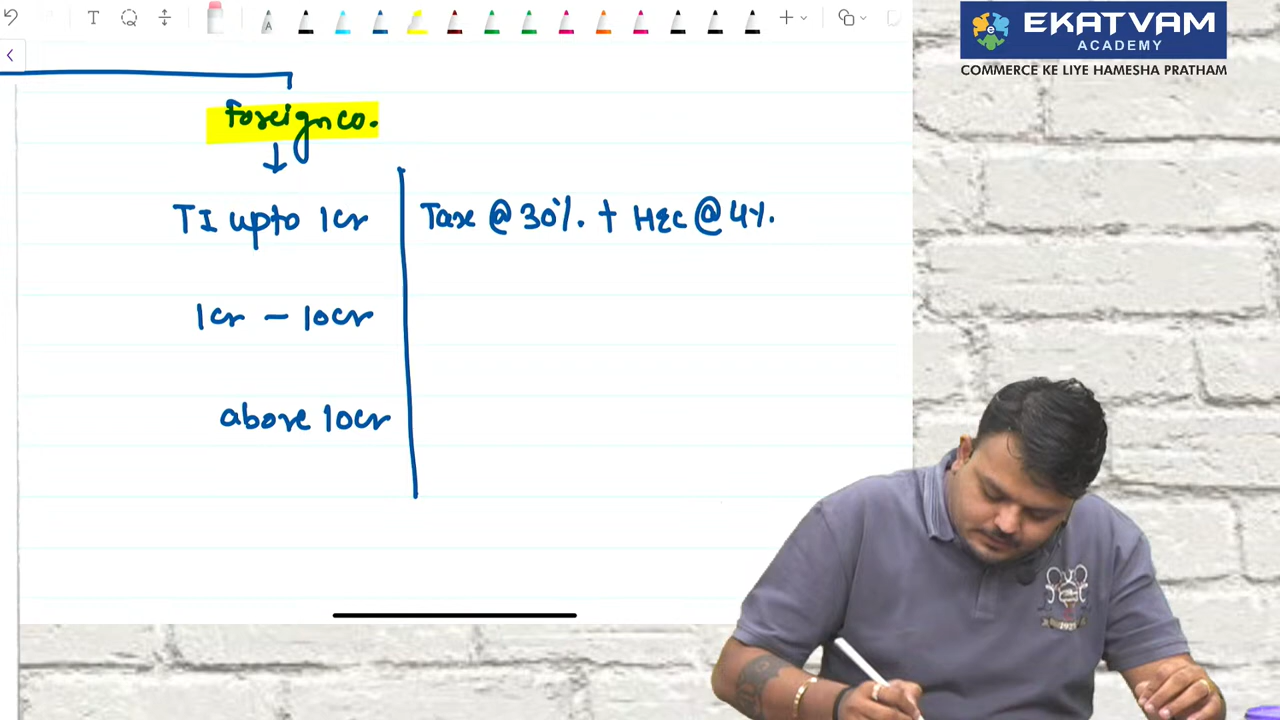 EKATVAM
ACADEMY
COMMERCE KE LIYE HAMESHA PRATHAM
Foreign co.
TI upto 1cr Tax @ 30%. + H&C @ 4%.
1cr - 10cr
above 10cr